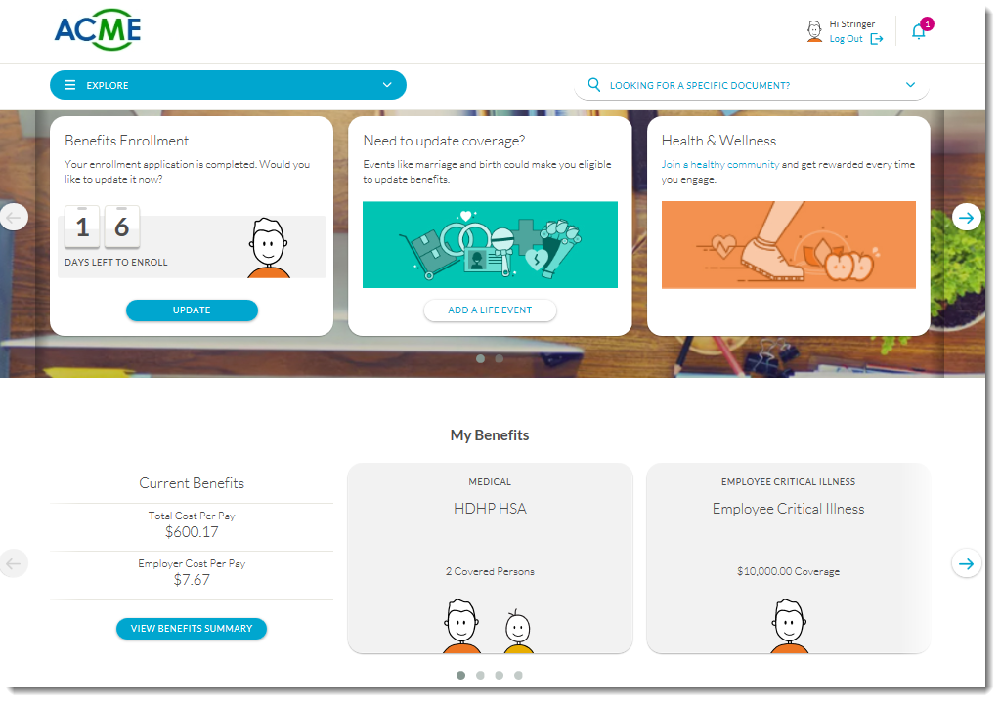 ACME
Hi Stringer
Log Out
1
EXPLORE
LOOKING FOR A SPECIFIC DOCUMENT?
Benefits Enrollment
Your enrollment application is completed. Would you
like to update it now?
1 6
DAYS LEFT TO ENROLL
UPDATE
Need to update coverage?
Events like marriage and birth could make you eligible
to update benefits.
ADD A LIFE EVENT
Health & Wellness
Join a healthy community and get rewarded every time
you engage.
My Benefits
Current Benefits
Total Cost Per Pay
$600.17
Employer Cost Per Pay
$7.67
VIEW BENEFITS SUMMARY
MEDICAL
HDHP HSA
2 Covered Persons
EMPLOYEE CRITICAL ILLNESS
Employee Critical Illness
$10,000.00 Coverage